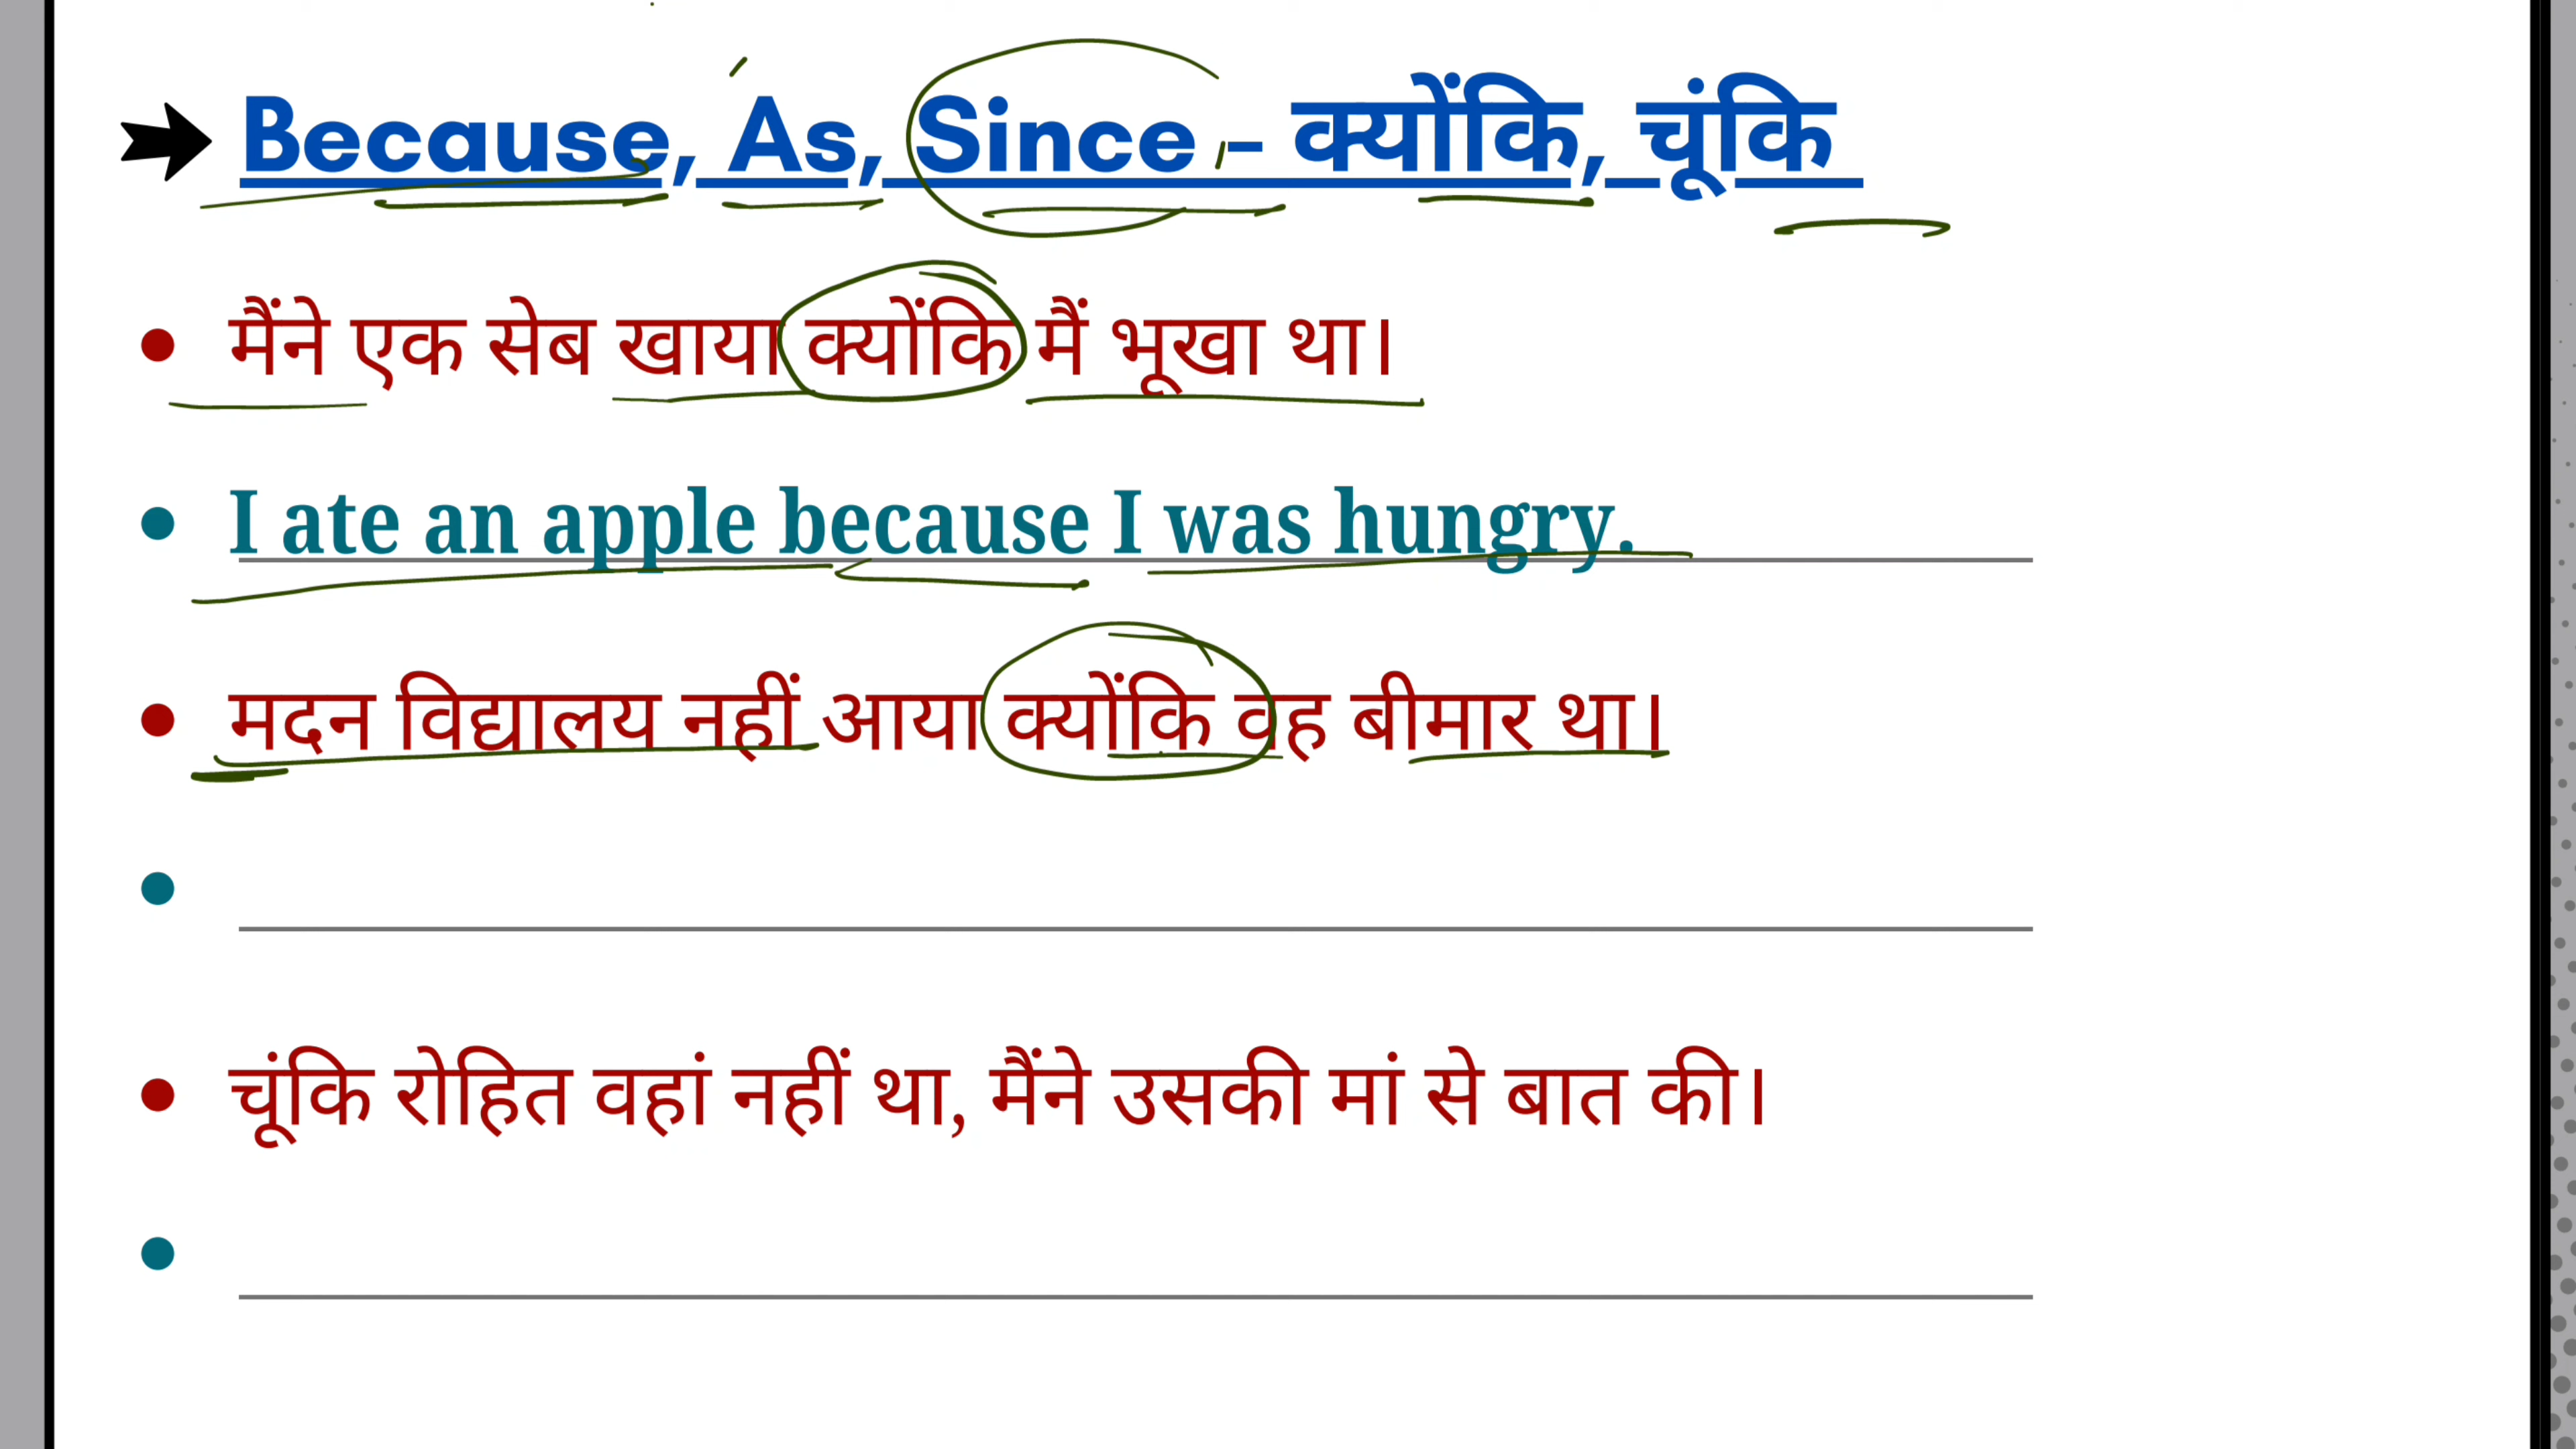 Because, As, Since - क्योंकि, चूंकि
मैंने एक सेब खाया क्योंकि मैं भूखा था।
I ate an apple because I was hungry.
मदन विद्यालय नहीं आया क्योंकि वह बीमार था।
चूंकि रोहित वहां नहीं था, मैंने उसकी मां से बात की।